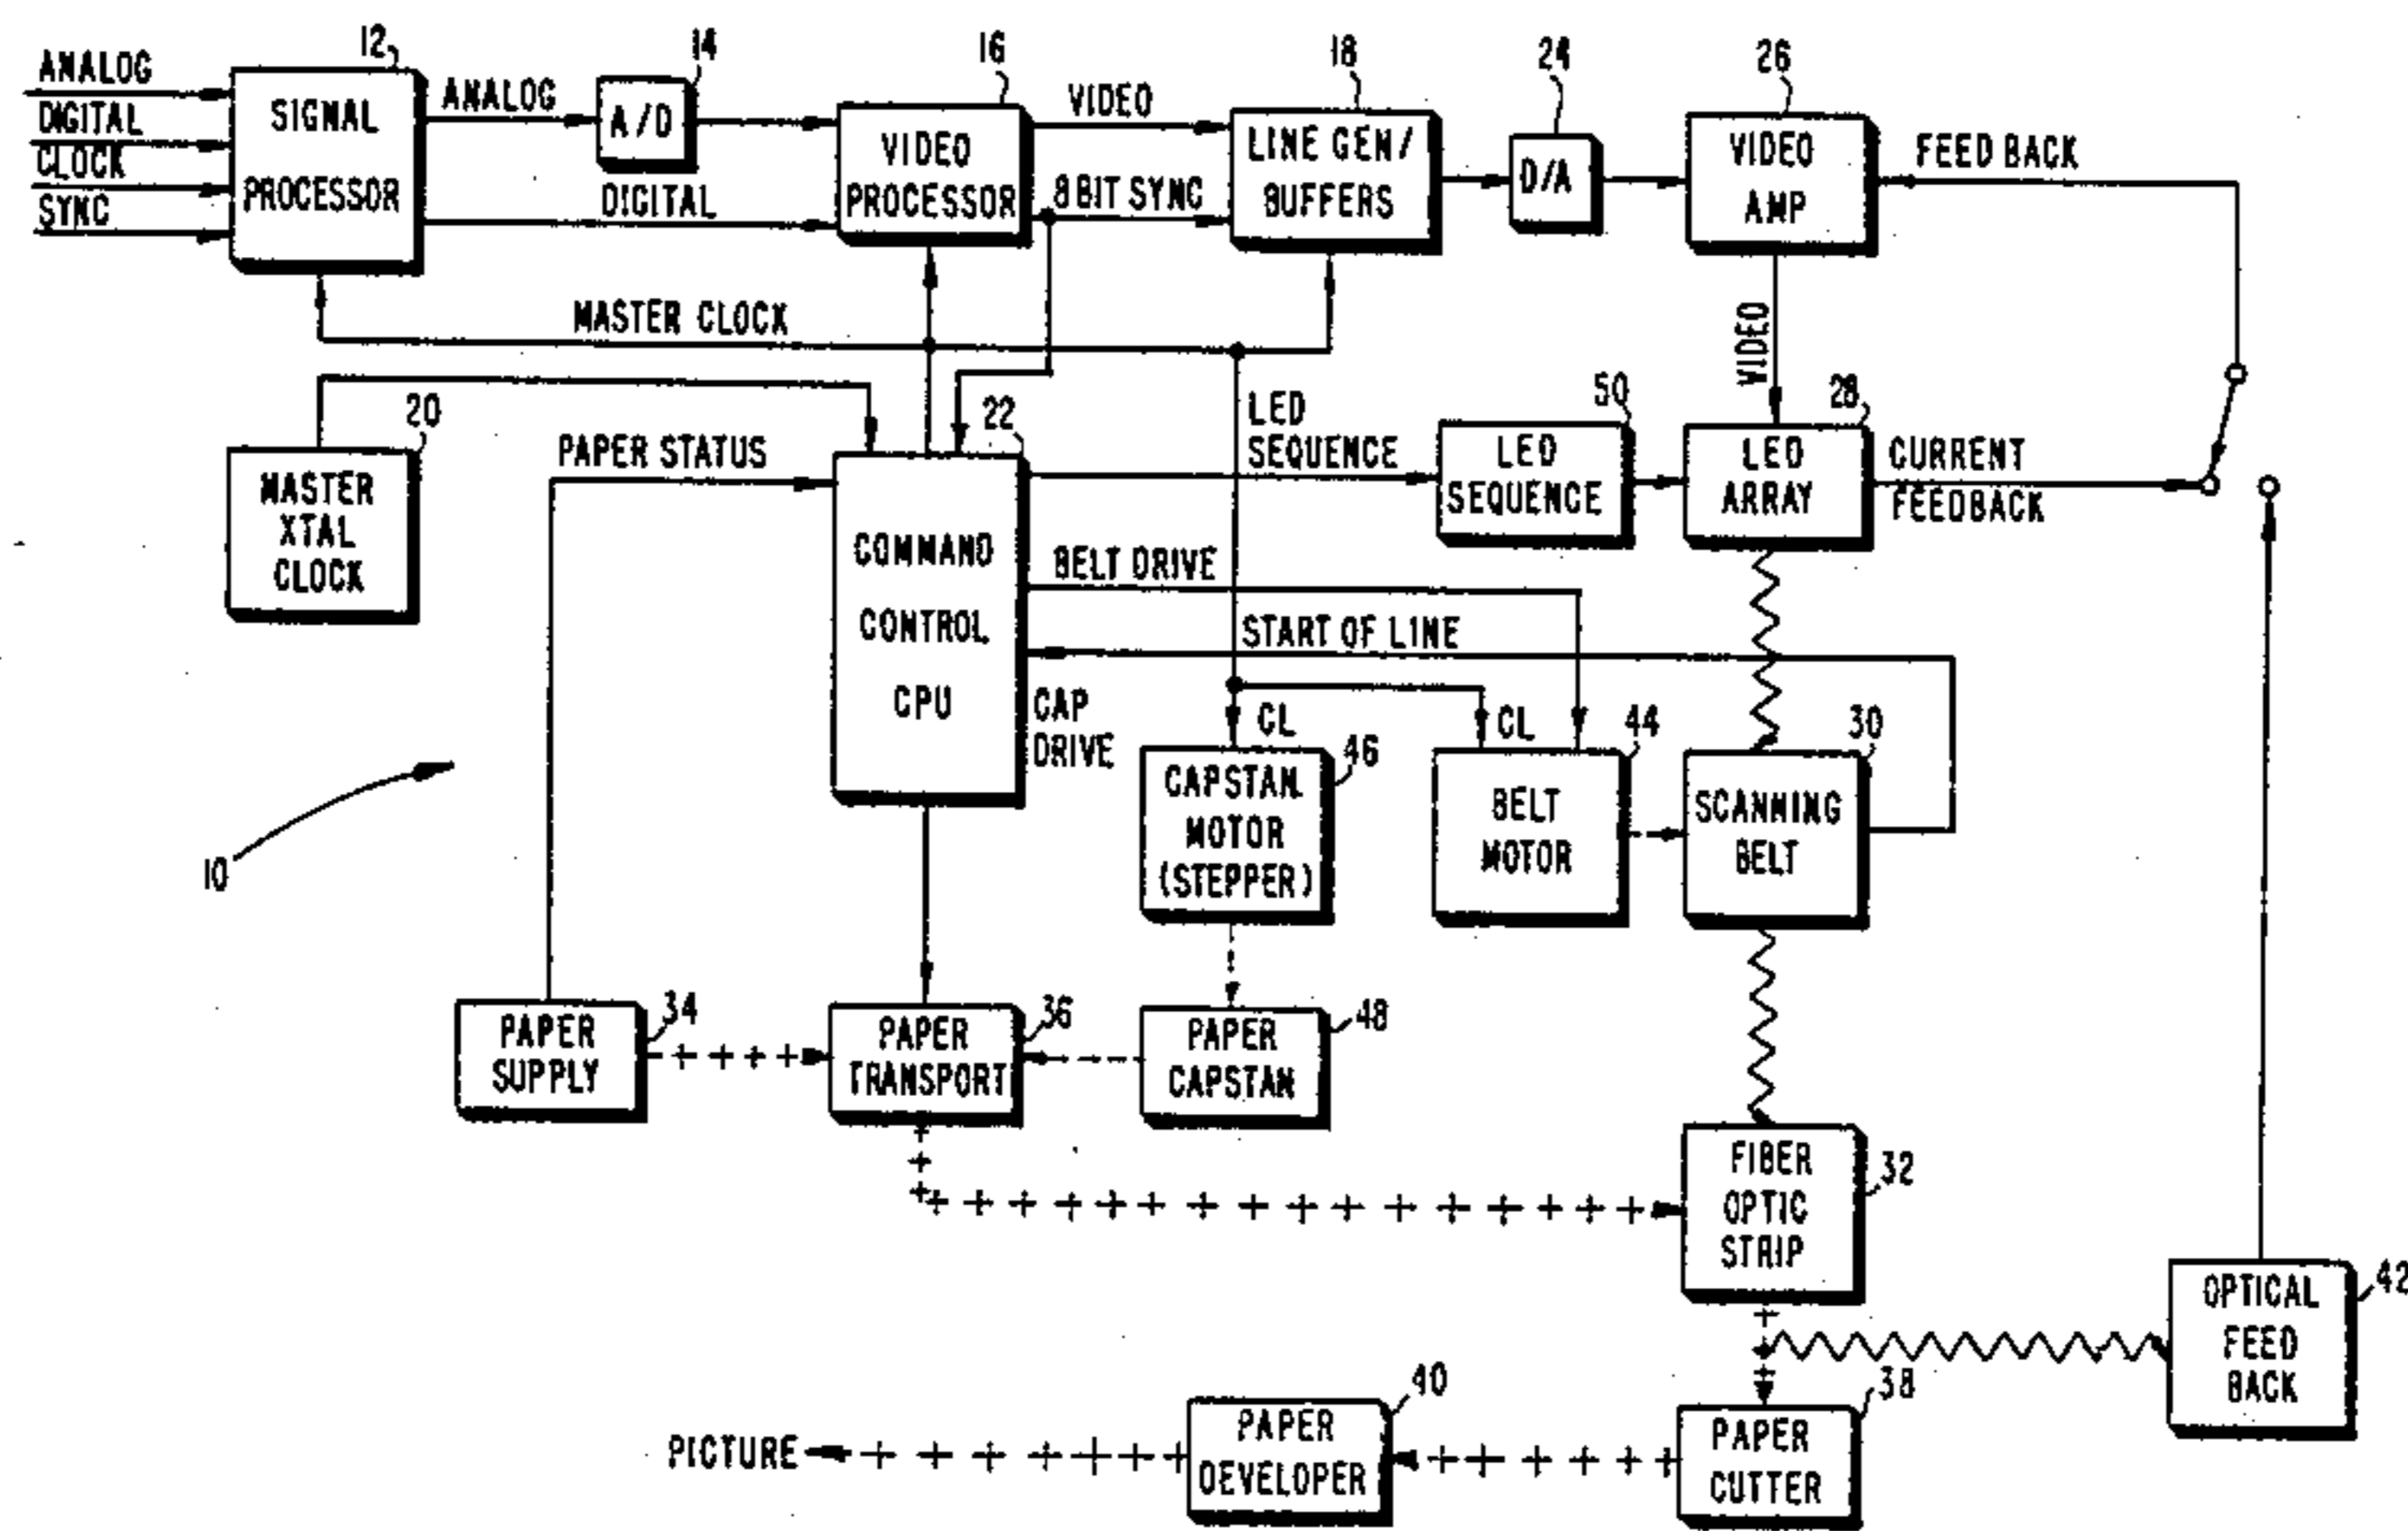 12
14
16
18
24
26
ANALOG
DIGITAL
CLOCK
SYNC
SIGNAL
PROCESSOR
ANALOG
DIGITAL
A/D
VIDEO
PROCESSOR
VIDEO
8 BIT SYNC
LINE GEN/
BUFFERS
D/A
VIDEO
AMP
FEED BACK
MASTER CLOCK
VIDEO
20
MASTER
XTAL
CLOCK
PAPER STATUS
22
COMMAND
CONTROL
CPU
LED
SEQUENCE
50
LED
SEQUENCE
28
LED
ARRAY
CURRENT
FEEDBACK
BELT DRIVE
START OF LINE
CAP
DRIVE
CL
CL
46
CAPSTAN
MOTOR
(STEPPER)
44
BELT
MOTOR
30
SCANNING
BELT
10
34
PAPER
SUPPLY
36
PAPER
TRANSPORT
48
PAPER
CAPSTAN
32
FIBER
OPTIC
STRIP
42
OPTICAL
FEED
BACK
PICTURE
40
PAPER
DEVELOPER
38
PAPER
CUTTER